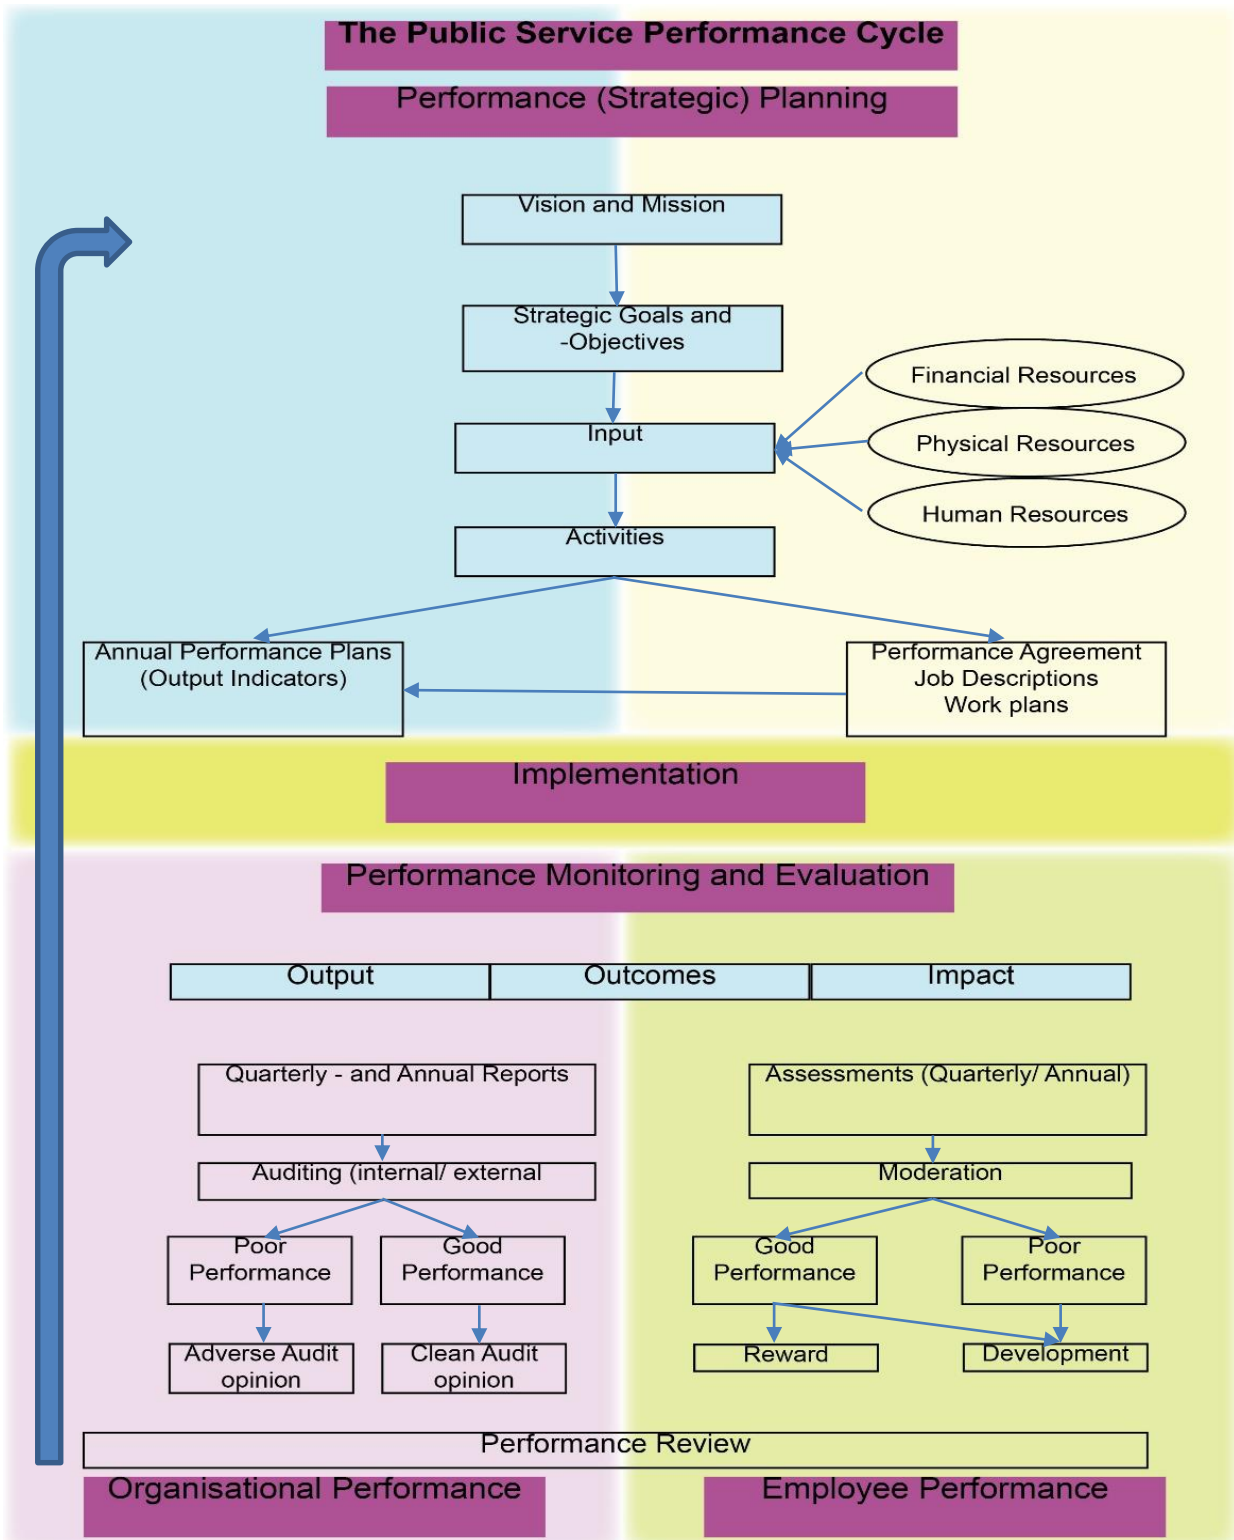 The Public Service Performance Cycle
Performance (Strategic) Planning
Vision and Mission
Strategic Goals and
-Objectives
Financial Resources
Input
Physical Resources
Human Resources
Activities
Annual Performance Plans
(Output Indicators)
Performance Agreement
Job Descriptions
Work plans
Implementation
Performance Monitoring and Evaluation
Output
Outcomes
Impact
Quarterly - and Annual Reports
Assessments (Quarterly/ Annual)
Auditing (internal/ external
Moderation
Poor
Performance
Good
Performance
Good
Performance
Poor
Performance
Adverse Audit
opinion
Clean Audit
opinion
Reward
Development
Performance Review
Organisational Performance
Employee Performance